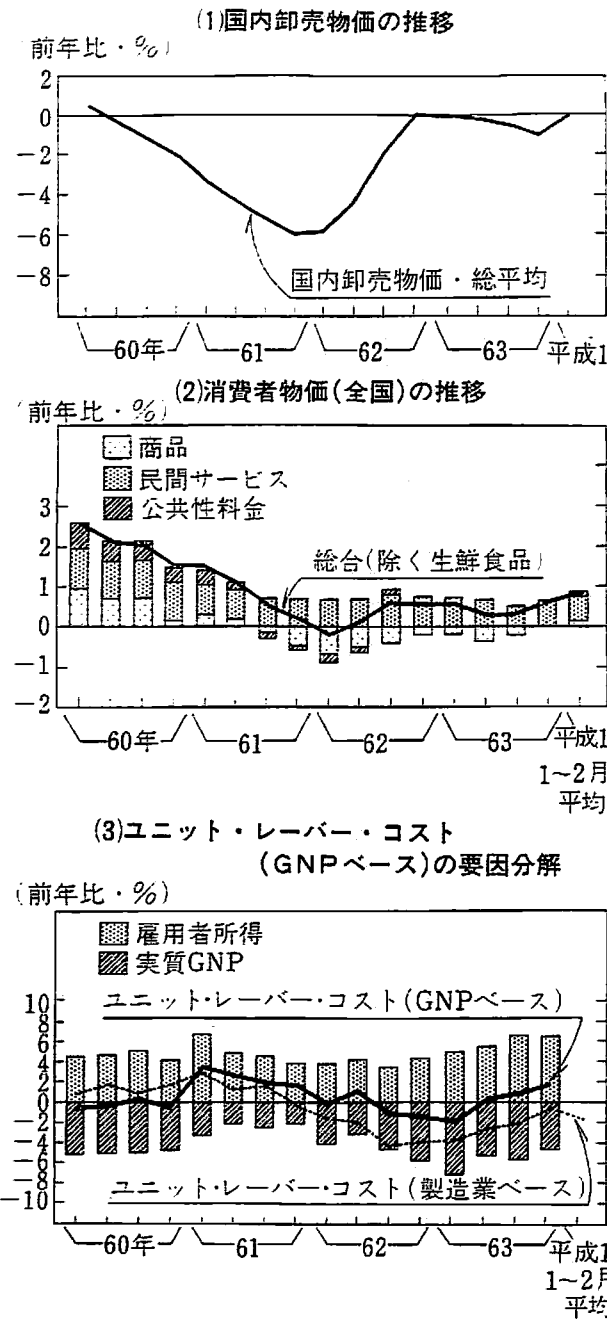 (1)国内卸売物価の推移
(前年比・%)
2
0
−2
−4
−6
−8
国内卸売物価・総平均
60年 61 62 63 平成1
(2)消費者物価(全国)の推移
(前年比・%)
商品
民間サービス
公共性料金
3
2
1
0
−1
−2
総合(除く生鮮食品)
60年 61 62 63 平成1
1~2月
平均
(3)ユニット・レーバー・コスト
(GNPベース)の要因分解
(前年比・%)
雇用者所得
実質GNP
ユニット・レーバー・コスト(GNPベース)
10
8
6
4
2
0
−2
−4
−6
−8
−10
ユニット・レーバー・コスト(製造業ベース)
60年 61 62 63 平成1
1~2月
平均